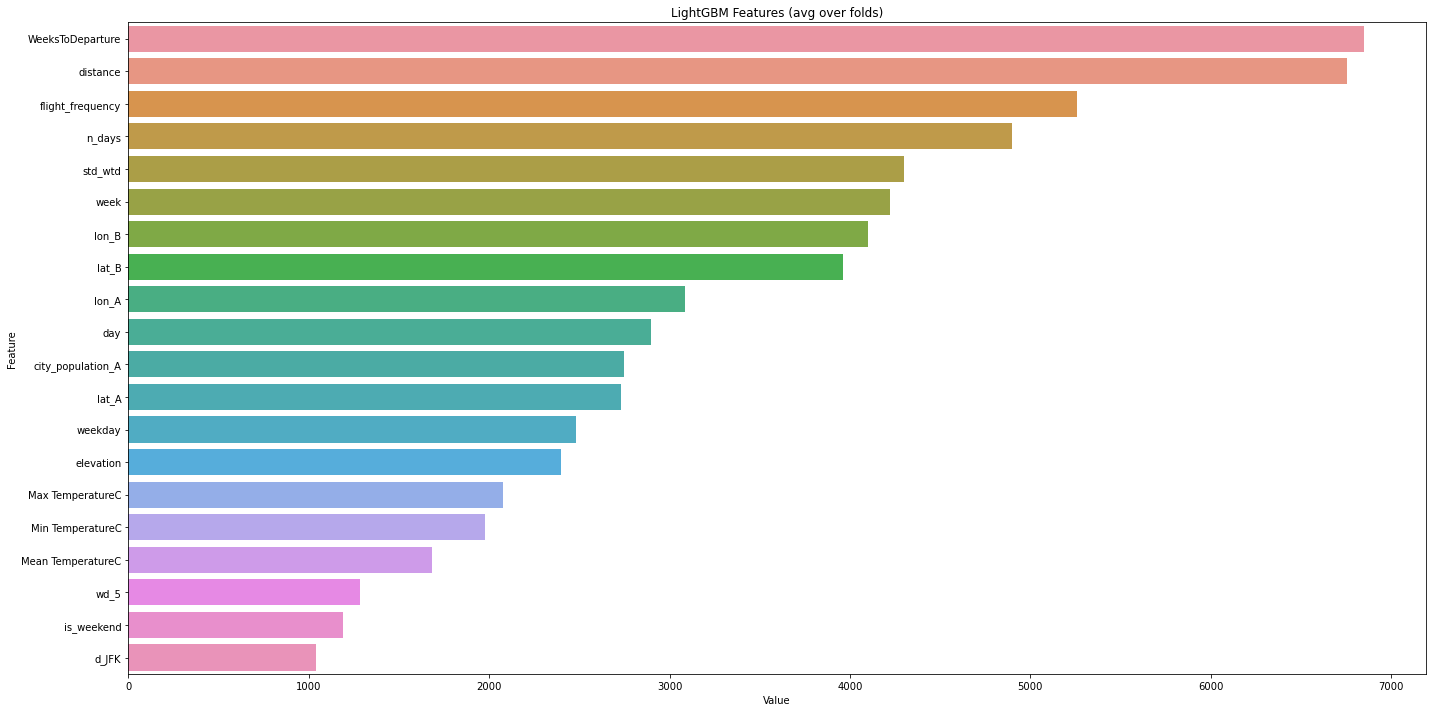 LightGBM Features (avg over folds)
WeeksToDeparture
distance
flight_frequency
n_days
std_wtd
week
lon_B
lat_B
lon_A
day
city_population_A
lat_A
weekday
elevation
Max TemperatureC
Min TemperatureC
Mean TemperatureC
wd_5
is_weekend
d_JFK
Feature
0 1000 2000 3000 4000 5000 6000 7000
Value